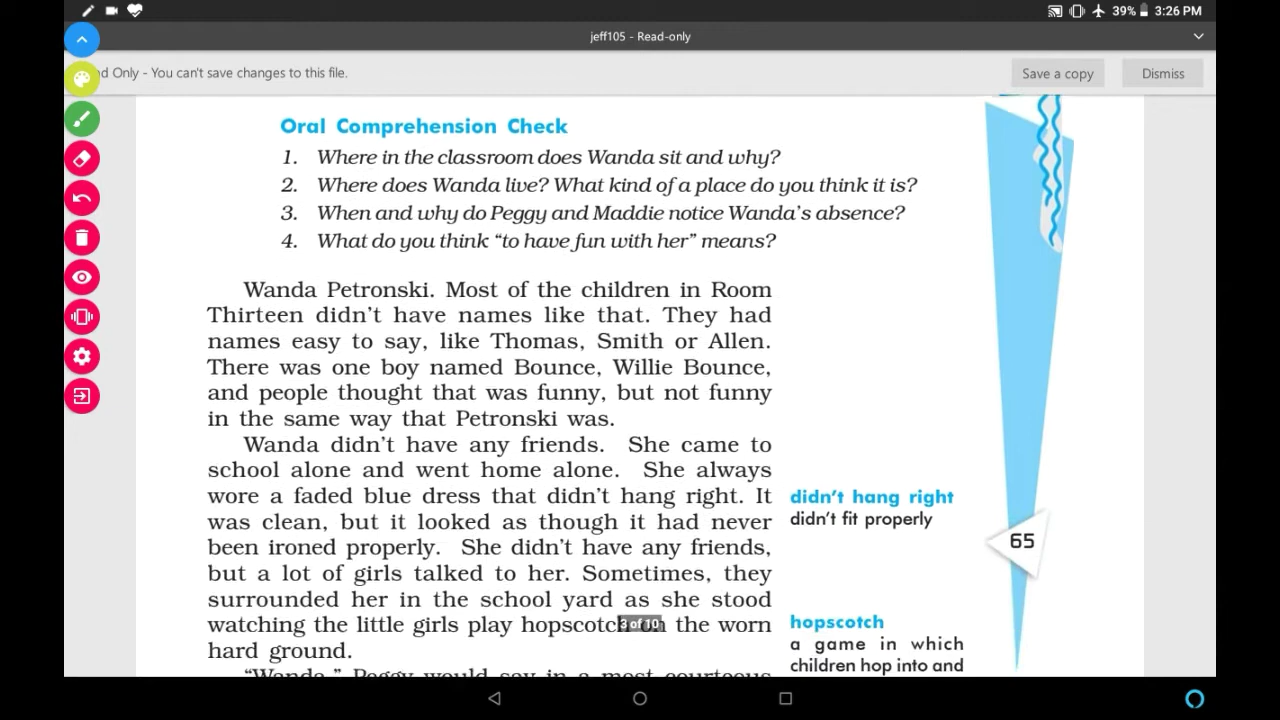 39% 3:26 PM
jeff105 - Read-only
d Only - You can't save changes to this file.
Save a copy
Dismiss
Oral Comprehension Check
1. Where in the classroom does Wanda sit and why?
2. Where does Wanda live? What kind of a place do you think it is?
3. When and why do Peggy and Maddie notice Wanda's absence?
4. What do you think “to have fun with her” means?
Wanda Petronski. Most of the children in Room
Thirteen didn't have names like that. They had
names easy to say, like Thomas, Smith or Allen.
There was one boy named Bounce, Willie Bounce,
and people thought that was funny, but not funny
in the same way that Petronski was.
Wanda didn't have any friends. She came to
school alone and went home alone. She always
wore a faded blue dress that didn't hang right. It
was clean, but it looked as though it had never
been ironed properly. She didn't have any friends,
but a lot of girls talked to her. Sometimes, they
surrounded her in the school yard as she stood
watching the little girls play hopscotch on the worn
hard ground.
“Wanda,” Peggy would say in a most courteous
didn't hang right
didn't fit properly
65
3 of 10
hopscotch
a game in which
children hop into and